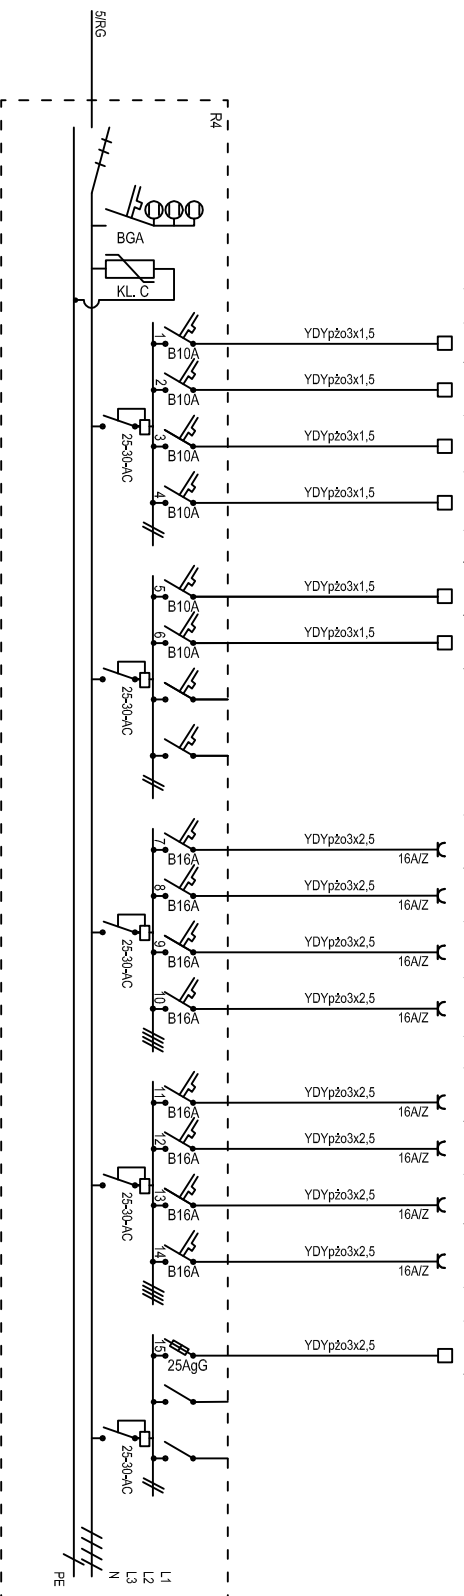 5/RG
R4
BGA
KL. C
YDYpżo3x1,5
1
B10A
YDYpżo3x1,5
2
B10A
25-30-AC
YDYpżo3x1,5
3
B10A
YDYpżo3x1,5
4
B10A
YDYpżo3x1,5
5
B10A
YDYpżo3x1,5
6
B10A
25-30-AC
YDYpżo3x2,5
7
B16A
16A/Z
YDYpżo3x2,5
8
B16A
16A/Z
25-30-AC
YDYpżo3x2,5
9
B16A
16A/Z
YDYpżo3x2,5
10
B16A
16A/Z
YDYpżo3x2,5
11
B16A
16A/Z
YDYpżo3x2,5
12
B16A
16A/Z
25-30-AC
YDYpżo3x2,5
13
B16A
16A/Z
YDYpżo3x2,5
14
B16A
16A/Z
YDYpżo3x2,5
15
25AgG
25-30-AC
L1
L2
L3
N
PE